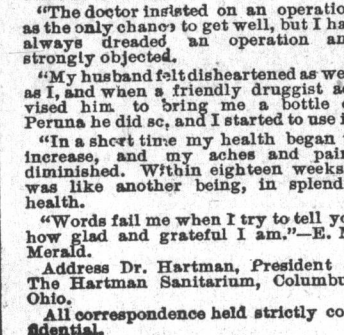 "The doctor insisted on an operatio
as the only chance to get well, but I ha
always dreaded an operation an
strongly objected.
"My husband felt disheartened as we
as I, and when a friendly druggist a
vised him to bring me a bottle o
Peruna he did so, and I started to use i
"In a short time my health began
increase, and my aches and pain
diminished. Within eighteen weeks
was like another being, in splend
health.
"Words fail me when I try to tell yo
how glad and grateful I am."—E. M
Merald.
Address Dr. Hartman, President
The Hartman Sanitarium, Columbu
Ohio.
All correspondence held strictly co
fidential.